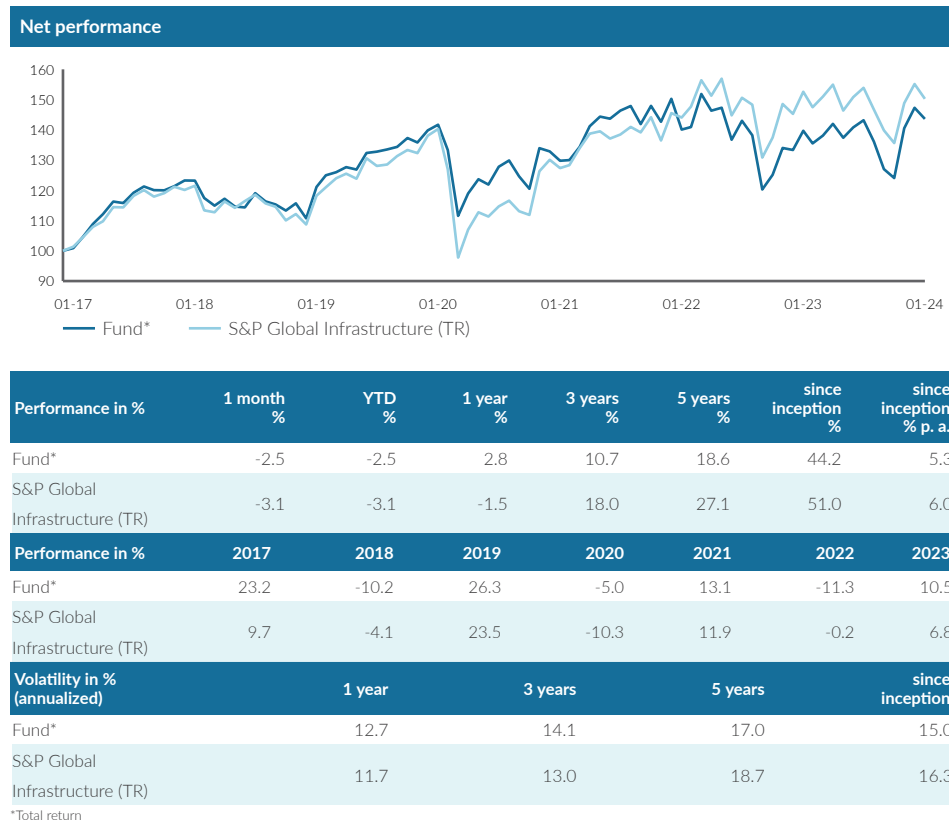 Net performance
160
150
140
130
120
110
100
90
01-17 01-18 01-19 01-20 01-21 01-22 01-23 01-24
Fund* S&P Global Infrastructure (TR)
Performance in % 1 month % YTD % 1 year % 3 years % 5 years % since inception % since inception % p. a.
Fund* -2.5 -2.5 2.8 10.7 18.6 44.2 5.3
S&P Global Infrastructure (TR) -3.1 -3.1 -1.5 18.0 27.1 51.0 6.0
Performance in % 2017 2018 2019 2020 2021 2022 2023
Fund* 23.2 -10.2 26.3 -5.0 13.1 -11.3 10.5
S&P Global Infrastructure (TR) 9.7 -4.1 23.5 -10.3 11.9 -0.2 6.8
Volatility in % (annualized) 1 year 3 years 5 years since inception
Fund* 12.7 14.1 17.0 15.0
S&P Global Infrastructure (TR) 11.7 13.0 18.7 16.3
*Total return